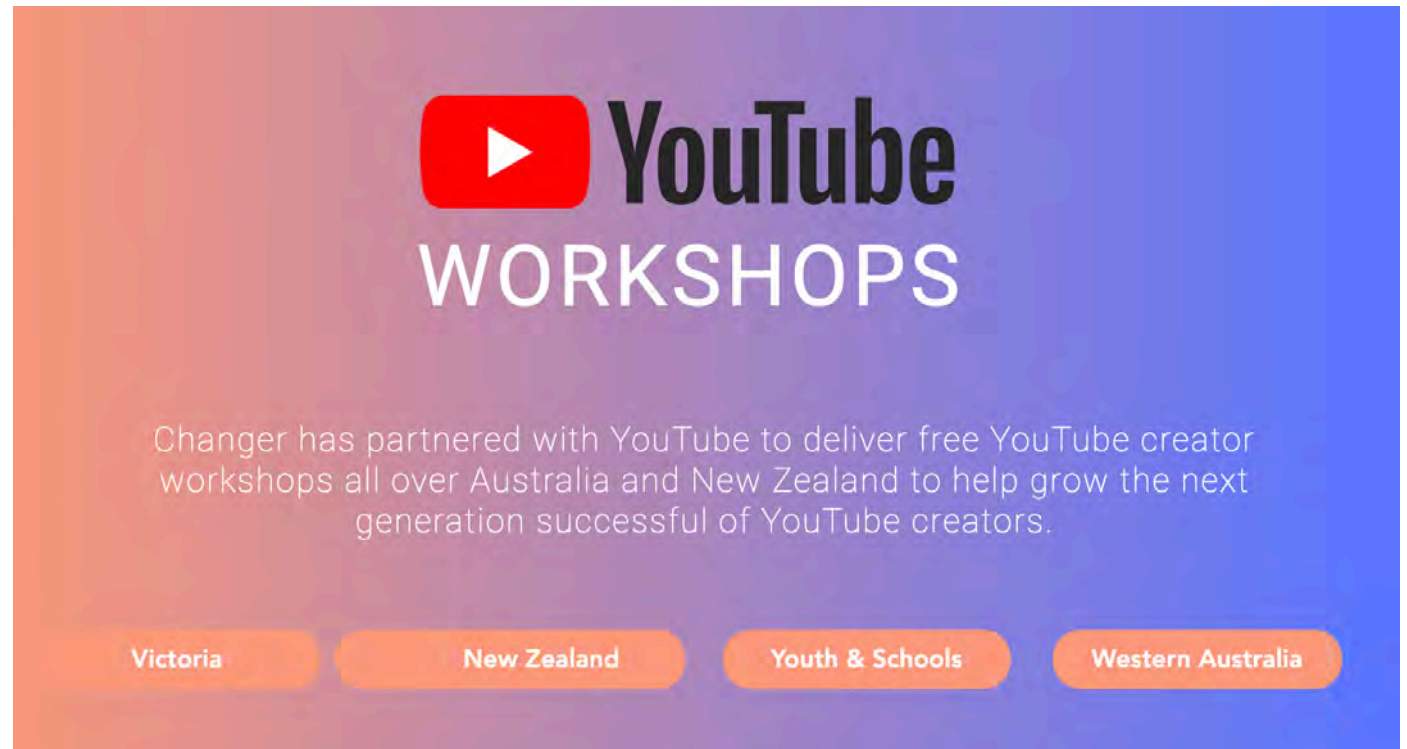 YouTube
WORKSHOPS
Changer has partnered with YouTube to deliver free YouTube creator
workshops all over Australia and New Zealand to help grow the next
generation successful of YouTube creators.
Victoria
New Zealand
Youth & Schools
Western Australia